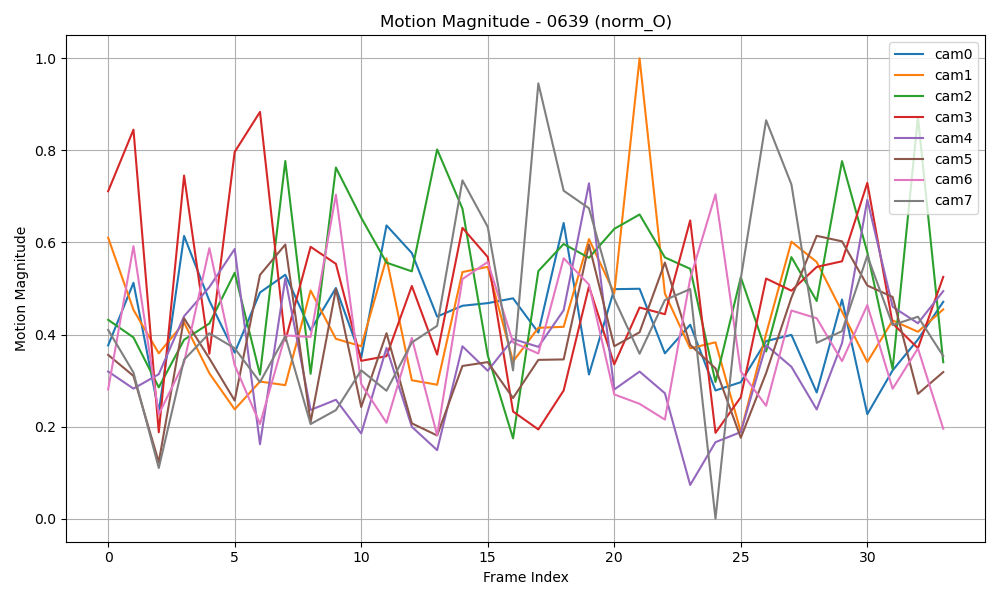 Motion Magnitude - 0639 (norm_O)
Motion Magnitude
1.0
0.8
0.6
0.4
0.2
0.0
0 5 10 15 20 25 30
Frame Index
cam0
cam1
cam2
cam3
cam4
cam5
cam6
cam7